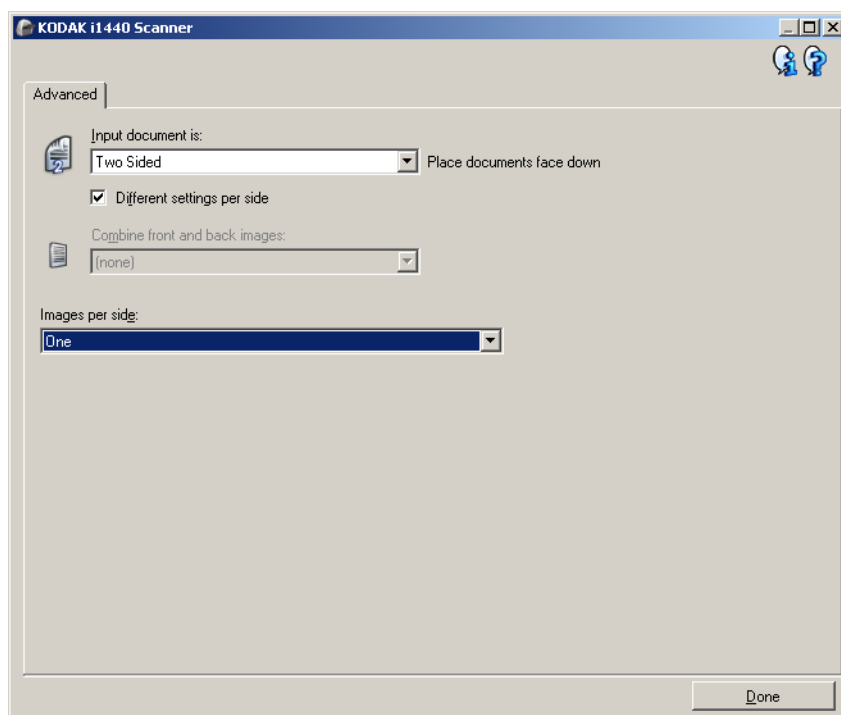 KODAK i1440 Scanner
Advanced
Input document is:
Two Sided
Place documents face down
Different settings per side
Combine front and back images:
(none)
Images per side:
One
Done